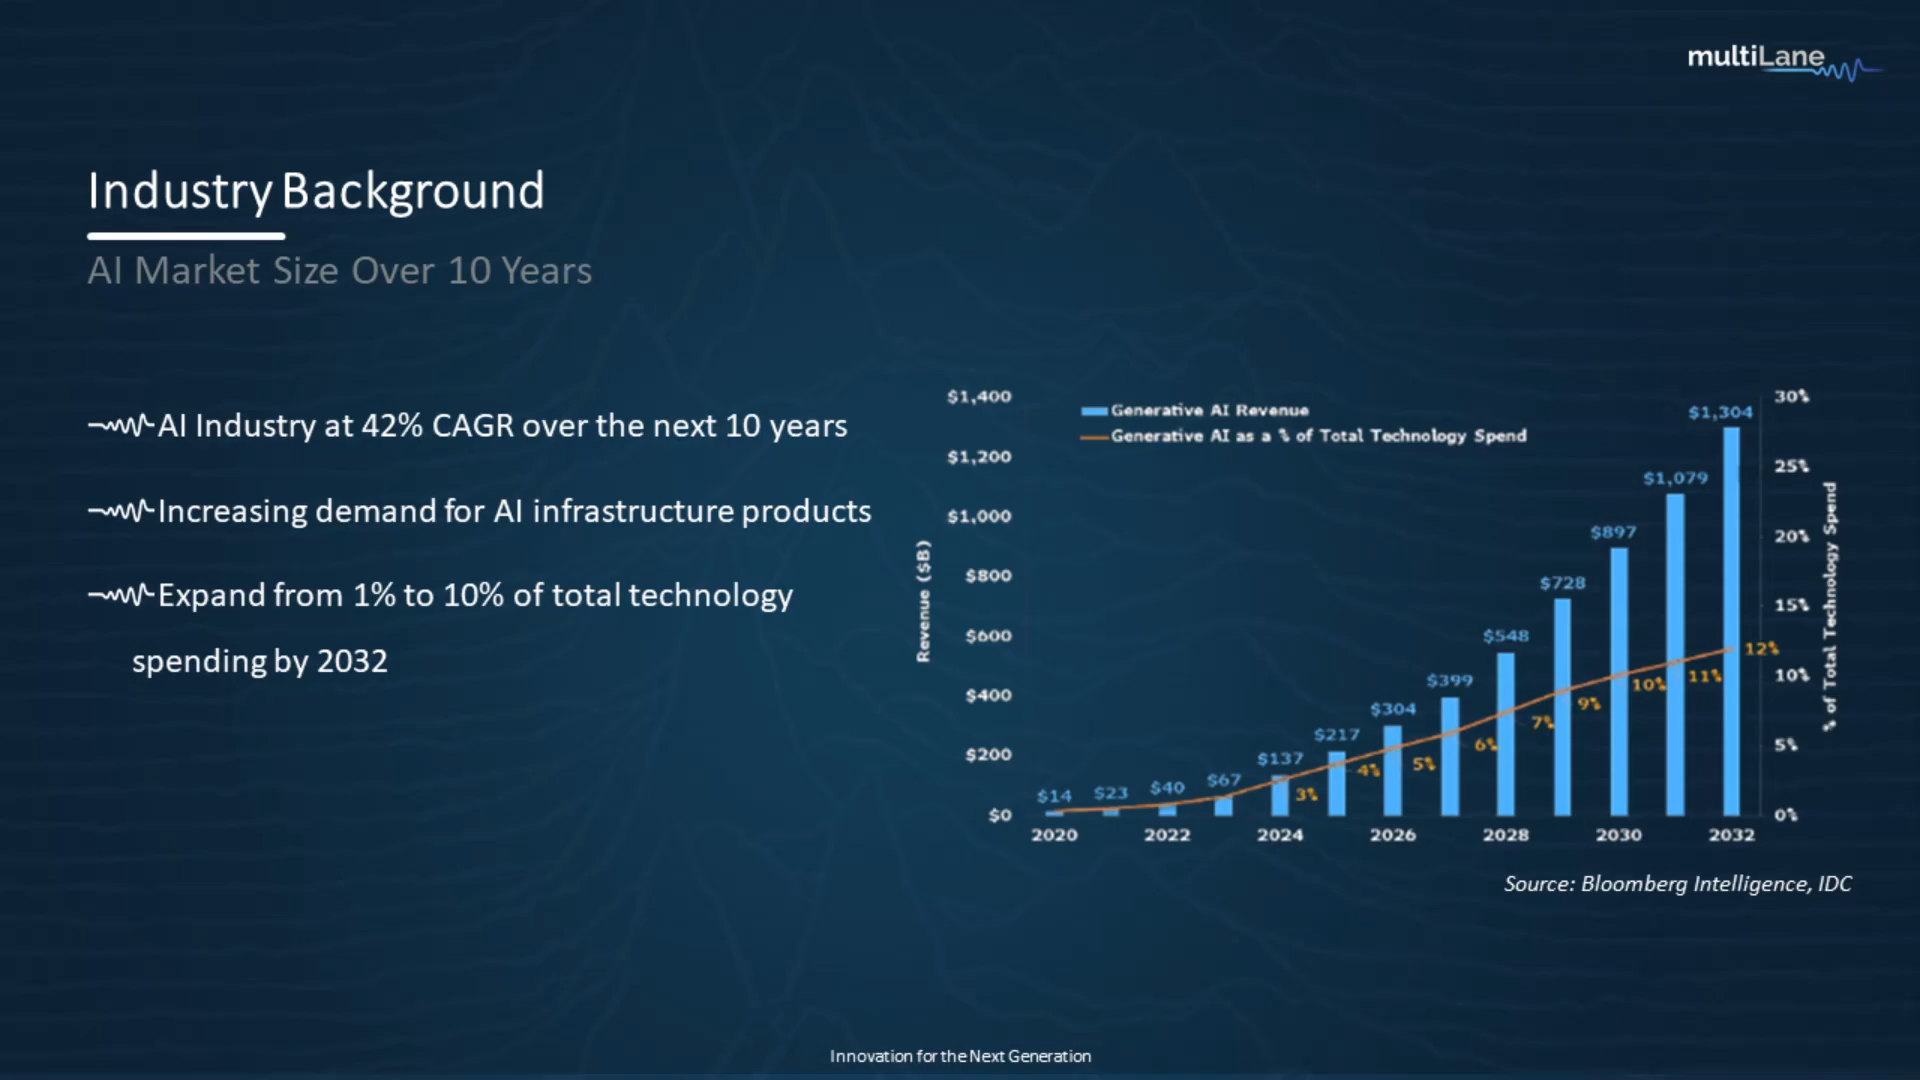 multiLane
Industry Background
AI Market Size Over 10 Years
AI Industry at 42% CAGR over the next 10 years
Increasing demand for AI infrastructure products
Expand from 1% to 10% of total technology
spending by 2032
Generative AI Revenue
Generative AI as a % of Total Technology Spend
Revenue ($B)
$1,400
$1,200
$1,000
$800
$600
$400
$200
$0
$14
$23
$40
$67
$137
$217
$304
$399
$548
$728
$897
$1,079
$1,304
3%
4%
5%
6%
7%
9%
10%
11%
12%
30%
25%
20%
15%
10%
5%
0%
% of Total Technology Spend
2020 2022 2024 2026 2028 2030 2032
Source: Bloomberg Intelligence, IDC
Innovation for the Next Generation